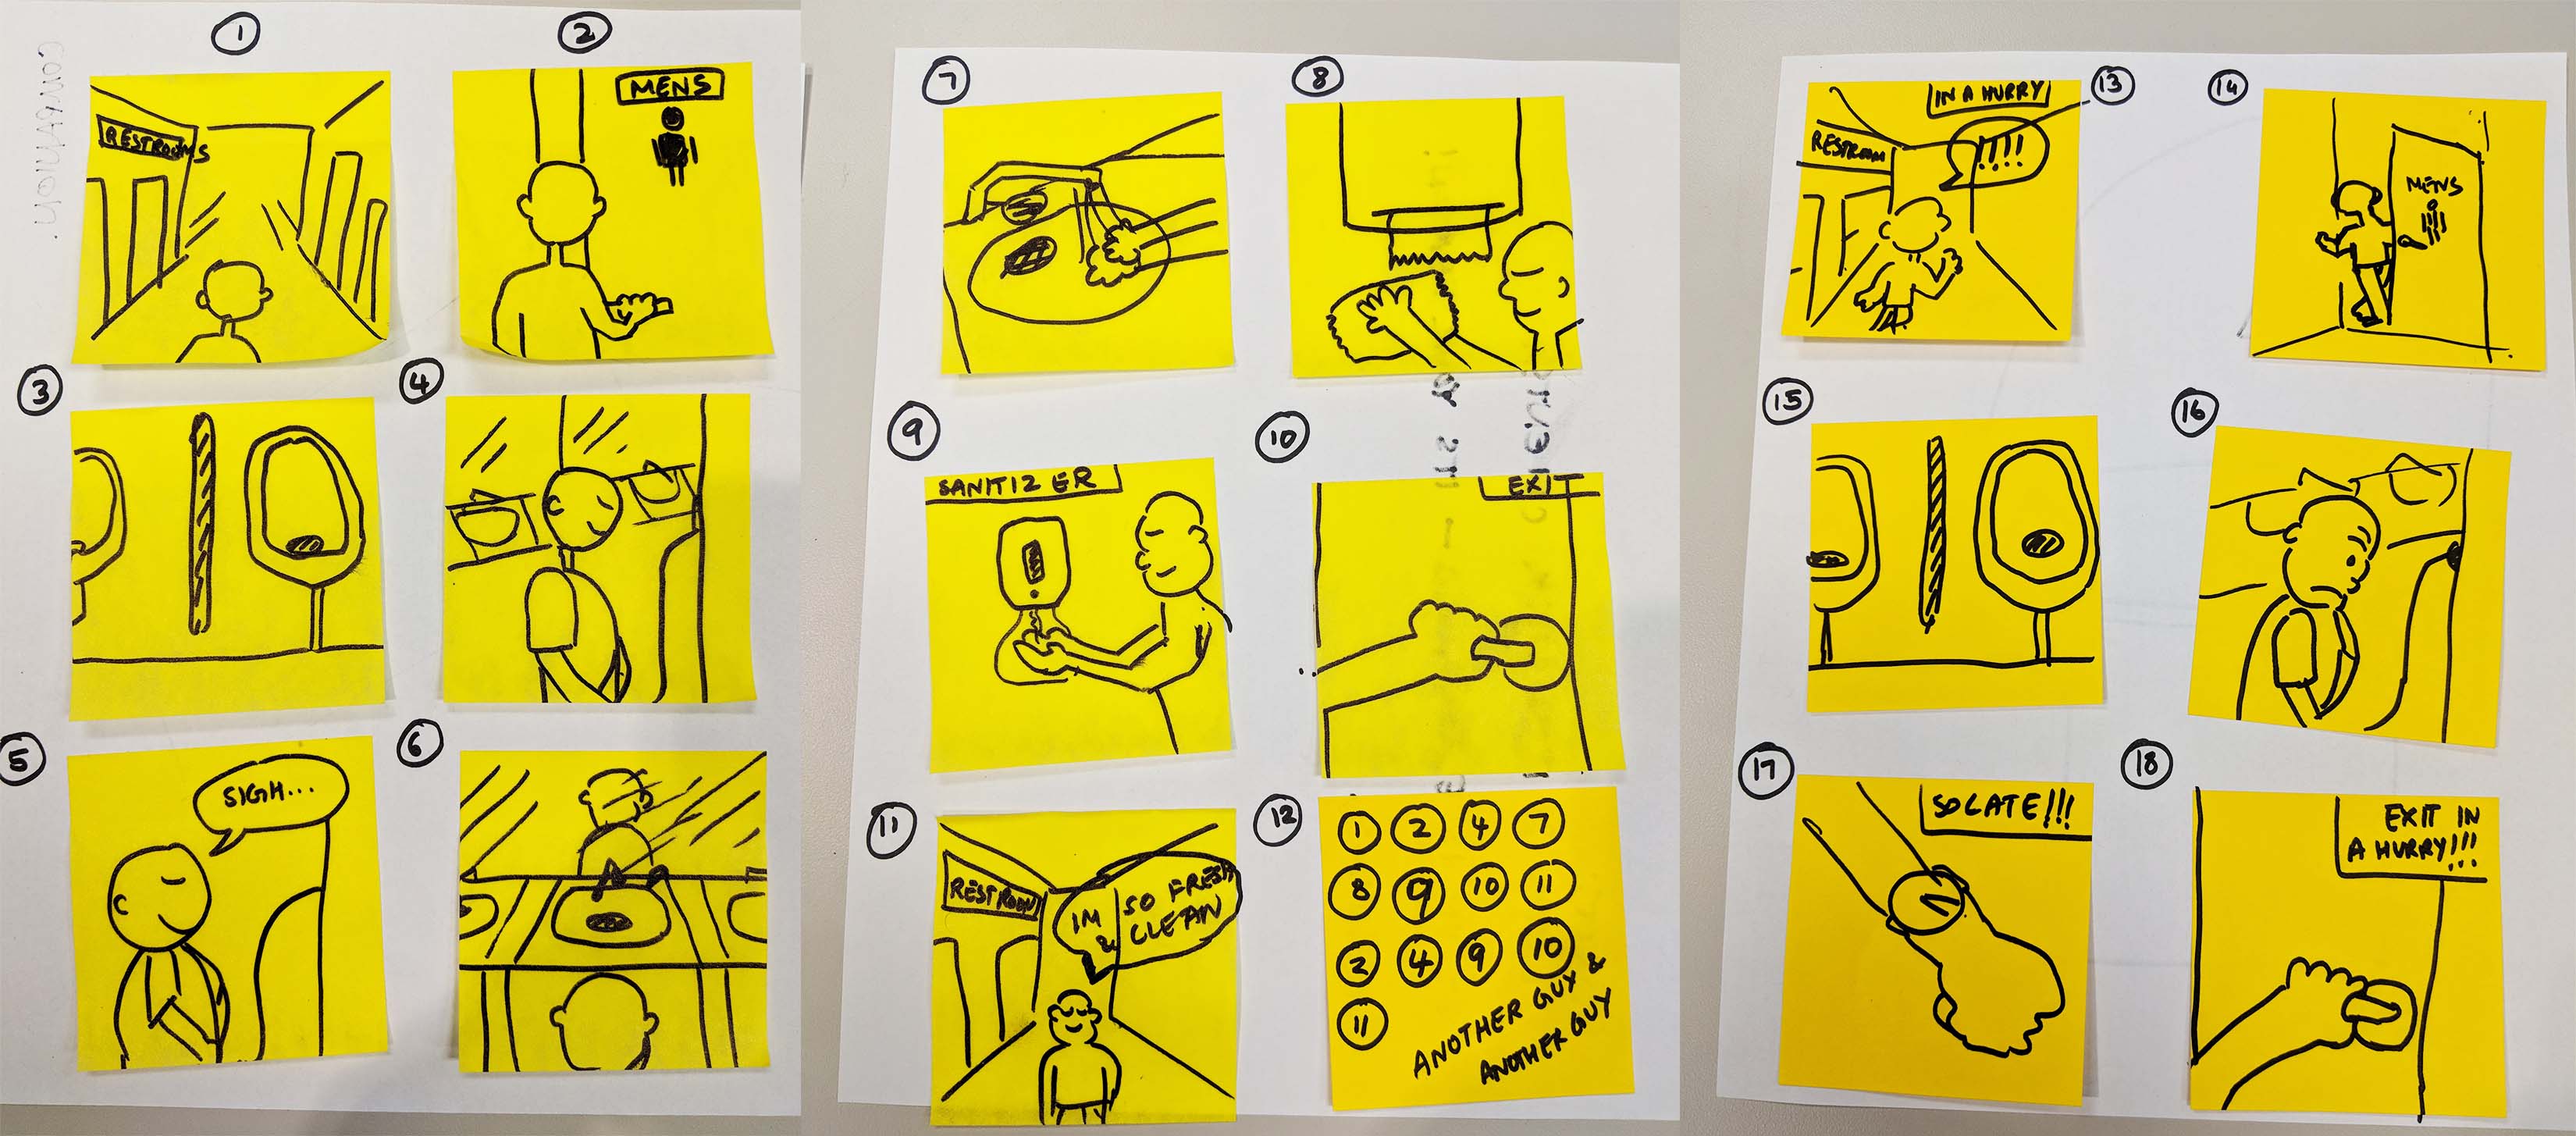 1
2
RESTROOMS
MENS
3
4
5
6
SIGH...
7
8
9
10
SANITIZER
EXIT
11
12
RESTROOM
IM SO FRESH
& CLEAN
1 2 4 7
8 9 10 11
2 4 9 10
11
ANOTHER GUY &
ANOTHER GUY
13
14
IN A HURRY
RESTROOM
!!!!
MENS
15
16
17
18
SO LATE!!!
EXIT IN
A HURRY!!!